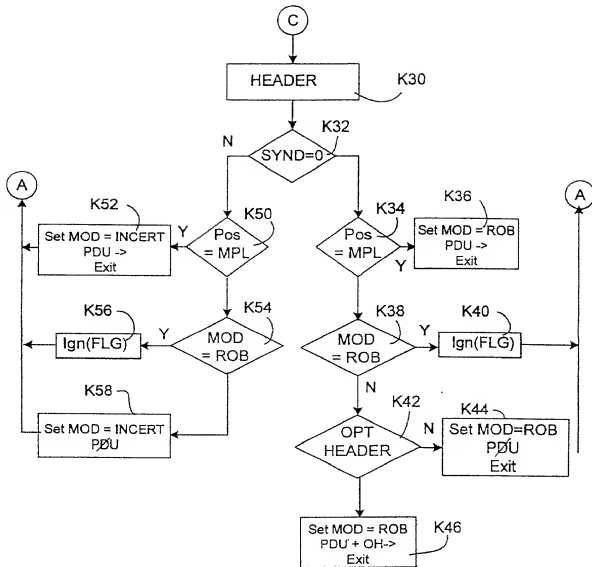 C
HEADER
K30
N
K32
SYND=0
A
K52
Set MOD = INCERT
PDU ->
Exit
Y
Pos
= MPL
K50
Pos
= MPL
K34
Y
K36
Set MOD = ROB
PDU ->
Exit
A
K56
Ign(FLG)
Y
MOD
= ROB
K54
MOD
= ROB
K38
Y
K40
Ign(FLG)
N
K58
Set MOD = INCERT
PDU
OPT
HEADER
K42
N
K44
Set MOD=ROB
PDU
Exit
Set MOD = ROB
PDU + OH->
Exit
K46